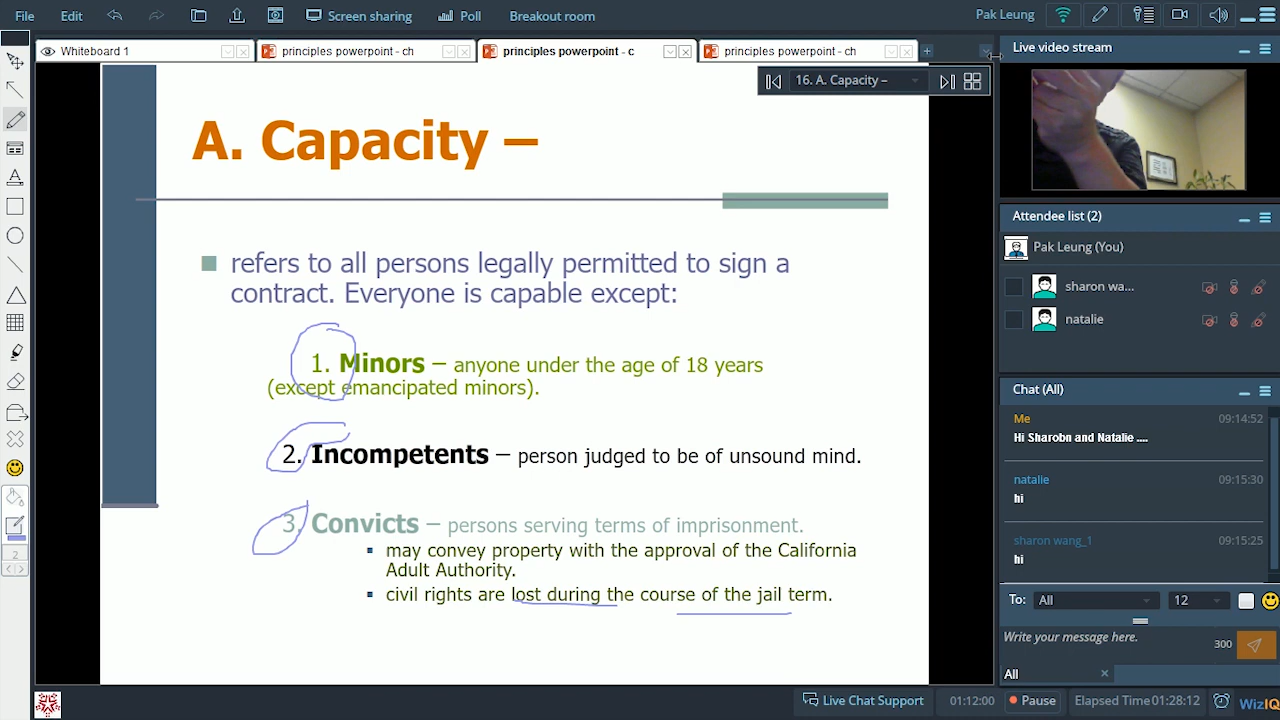 File Edit Screen sharing Poll Breakout room Pak Leung
Whiteboard 1 principles powerpoint - ch principles powerpoint - c principles powerpoint - ch Live video stream
16. A. Capacity –
A. Capacity –
refers to all persons legally permitted to sign a
contract. Everyone is capable except:
1. Minors – anyone under the age of 18 years
(except emancipated minors).
2. Incompetents – person judged to be of unsound mind.
3. Convicts – persons serving terms of imprisonment.
may convey property with the approval of the California
Adult Authority.
civil rights are lost during the course of the jail term.
Attendee list (2)
Pak Leung (You)
sharon wa...
natalie
Chat (All)
Me 09:14:52
Hi Sharobn and Natalie ....
natalie 09:15:30
hi
sharon wang_1 09:15:25
hi
To: All 12
Write your message here. 300
All
2
Live Chat Support 01:12:00 Pause Elapsed Time 01:28:12 WizIQ